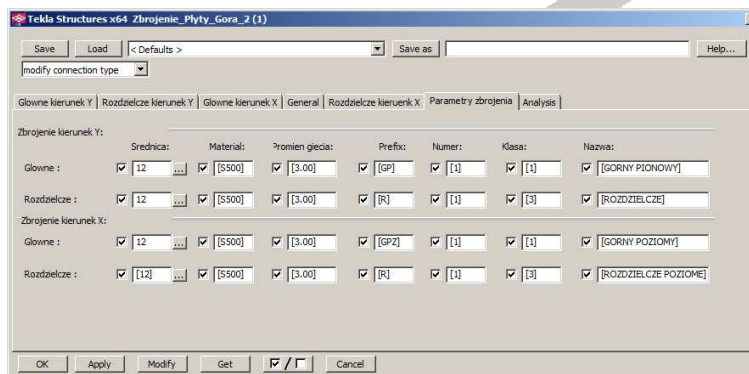 Tekla Structures x64 Zbrojenie_Plyty_Gora_2 (1)
Save Load < Defaults > Save as Help...
modify connection type
Glowne kierunek Y Rozdzielcze kierunek Y Glowne kierunek X General Rozdzielcze kieruenk X Parametry zbrojenia Analysis
Zbrojenie kierunek Y:
Srednica: Material: Promien giecia: Prefix: Numer: Klasa: Nazwa:
Glowne : 12 ... [S500] [3.00] [GP] [1] [1] [GORNY PIONOWY]
Rozdzielcze : 12 ... [S500] [3.00] [R] [1] [3] [ROZDZIELCZE]
Zbrojenie kierunek X:
Glowne : 12 ... [S500] [3.00] [GPZ] [1] [1] [GORNY POZIOMY]
Rozdzielcze : [12] ... [S500] [3.00] [R] [1] [3] [ROZDZIELCZE POZIOME]
OK Apply Modify Get / Cancel